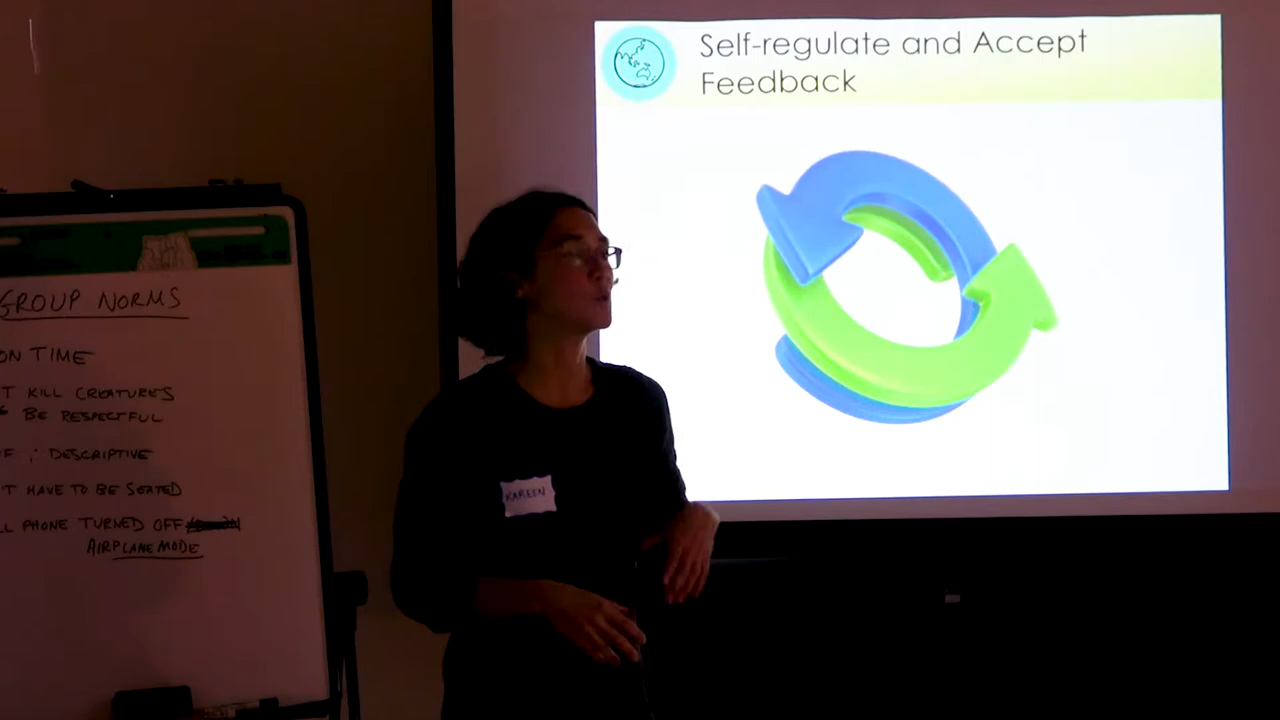 Self-regulate and Accept
Feedback
GROUP NORMS
ON TIME
T KILL CREATURES
BE RESPECTFUL
F ∴ DESCRIPTIVE
T HAVE TO BE SEATED
LL PHONE TURNED OFF
AIRPLANE MODE
KAREEN